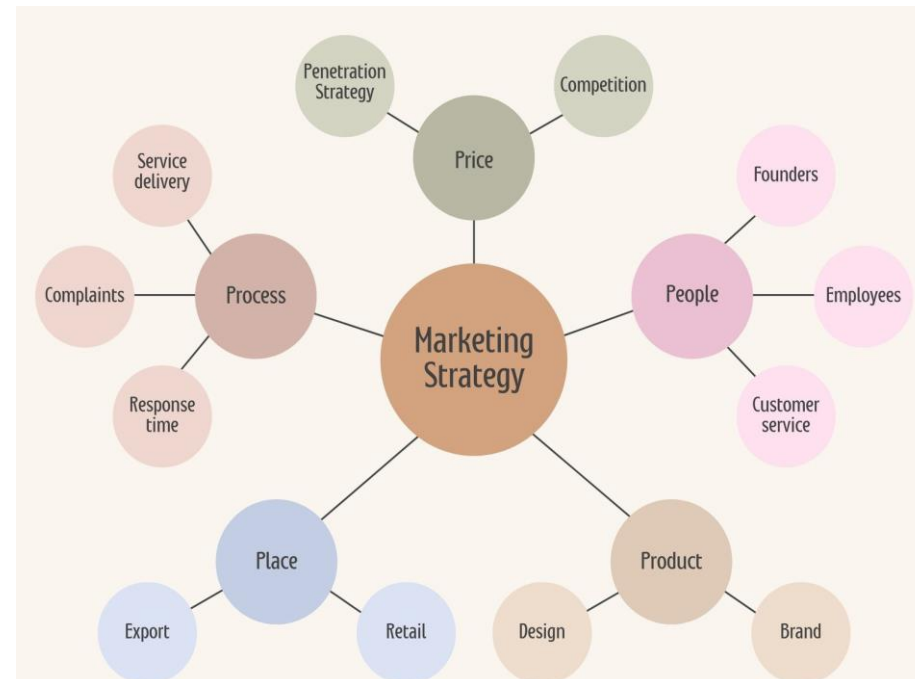 Penetration
Strategy
Competition
Price
Service
delivery
Founders
Complaints
Process
People
Employees
Marketing
Strategy
Response
time
Customer
service
Place
Product
Export
Retail
Design
Brand